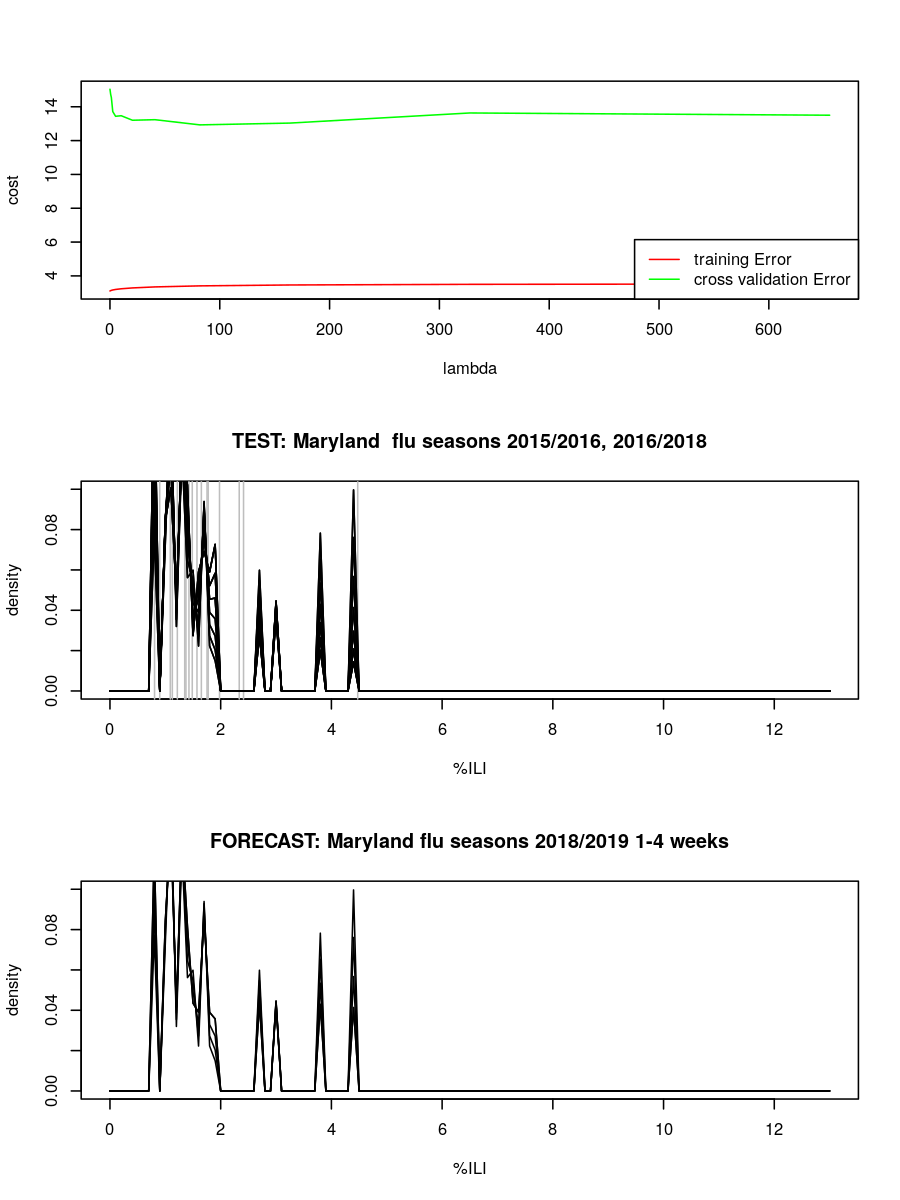 14
12
10
8
6
4
cost
training Error
cross validation Error
0 100 200 300 400 500 600
lambda
TEST: Maryland  flu seasons 2015/2016, 2016/2018
0.08
0.04
0.00
density
0 2 4 6 8 10 12
%ILI
FORECAST: Maryland flu seasons 2018/2019 1-4 weeks
0.08
0.04
0.00
density
0 2 4 6 8 10 12
%ILI